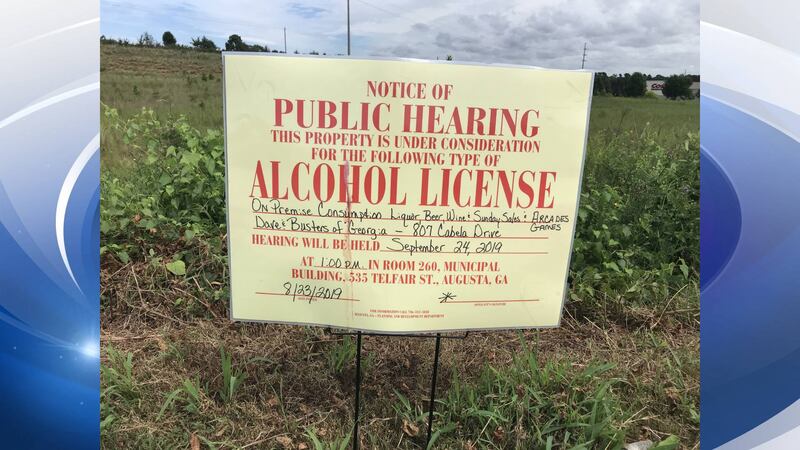 NOTICE OF
PUBLIC HEARING
THIS PROPERTY IS UNDER CONSIDERATION
FOR THE FOLLOWING TYPE OF
ALCOHOL LICENSE
On Premise Consumption Liquor, Beer, Wine & Sunday Sales & ARCADES GAMES
Dave & Busters of Georgia - 807 Cabela Drive
HEARING WILL BE HELD September 24, 2019
AT 1:00 P.M. IN ROOM 260, MUNICIPAL
BUILDING, 535 TELFAIR ST., AUGUSTA, GA
8/23/2019 *